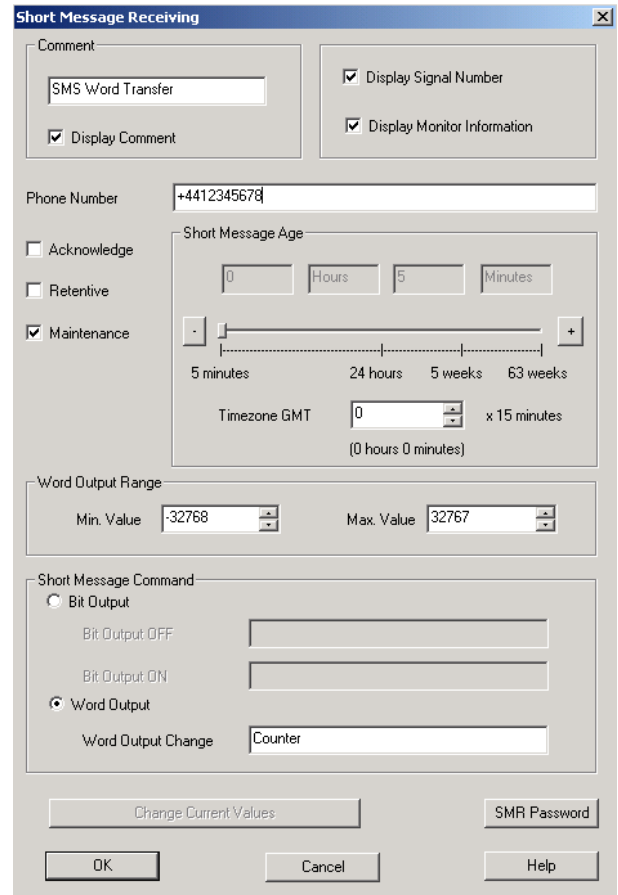 Short Message Receiving
Comment
SMS Word Transfer
Display Comment
Display Signal Number
Display Monitor Information
Phone Number +4412345678
Acknowledge
Retentive
Maintenance
Short Message Age
0 Hours 5 Minutes
- +
5 minutes 24 hours 5 weeks 63 weeks
Timezone GMT 0 x 15 minutes
(0 hours 0 minutes)
Word Output Range
Min. Value -32768 Max. Value 32767
Short Message Command
Bit Output
Bit Output OFF
Bit Output ON
Word Output
Word Output Change Counter
Change Current Values SMR Password
OK Cancel Help